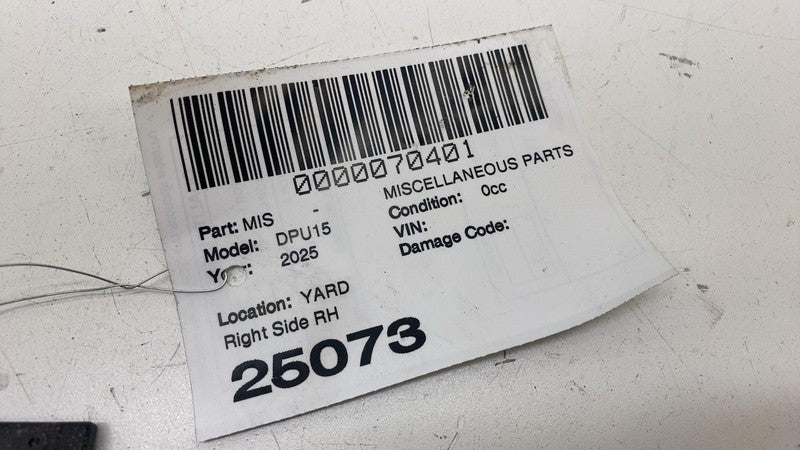 0000070401
Part: MIS - MISCELLANEOUS PARTS
Model: DPU15 Condition: 0cc
Year: 2025 VIN:
Damage Code:
Location: YARD
Right Side RH
25073